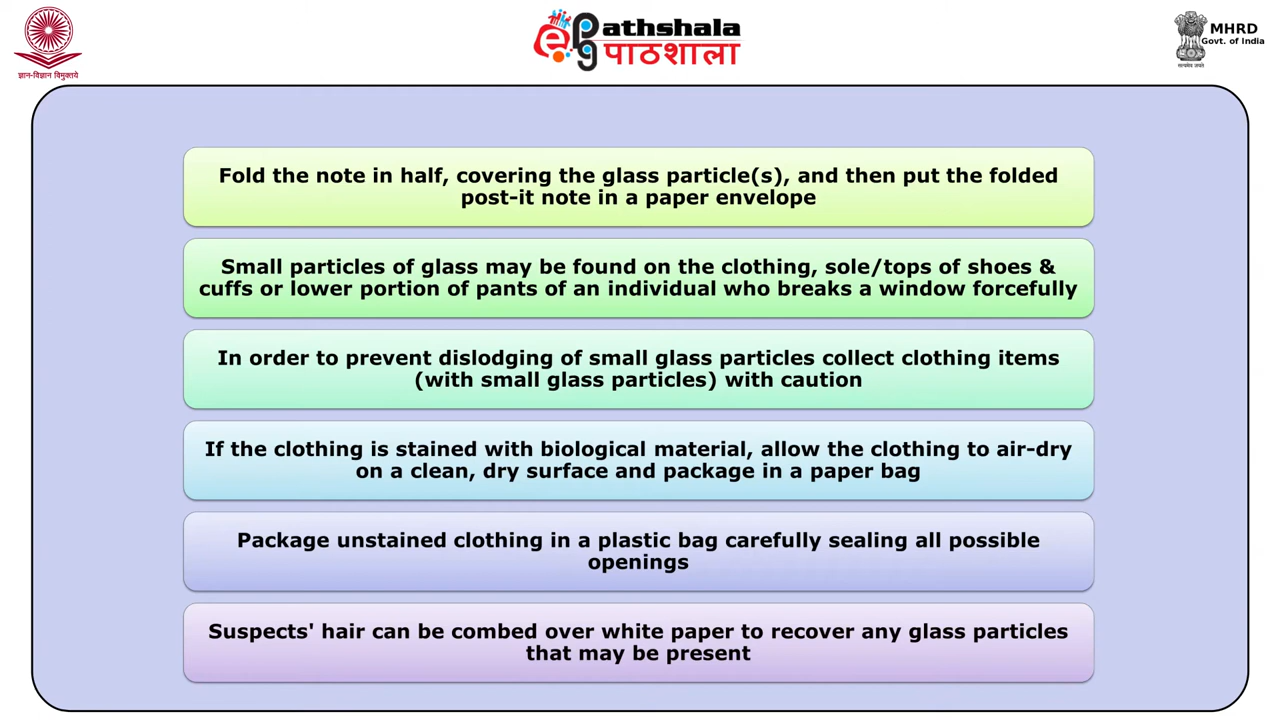 ज्ञान-विज्ञान विमुक्तये
ePG Pathshala
पाठशाला
MHRD
Govt. of India
सत्यमेव जयते
Fold the note in half, covering the glass particle(s), and then put the folded
post-it note in a paper envelope
Small particles of glass may be found on the clothing, sole/tops of shoes &
cuffs or lower portion of pants of an individual who breaks a window forcefully
In order to prevent dislodging of small glass particles collect clothing items
(with small glass particles) with caution
If the clothing is stained with biological material, allow the clothing to air-dry
on a clean, dry surface and package in a paper bag
Package unstained clothing in a plastic bag carefully sealing all possible
openings
Suspects' hair can be combed over white paper to recover any glass particles
that may be present